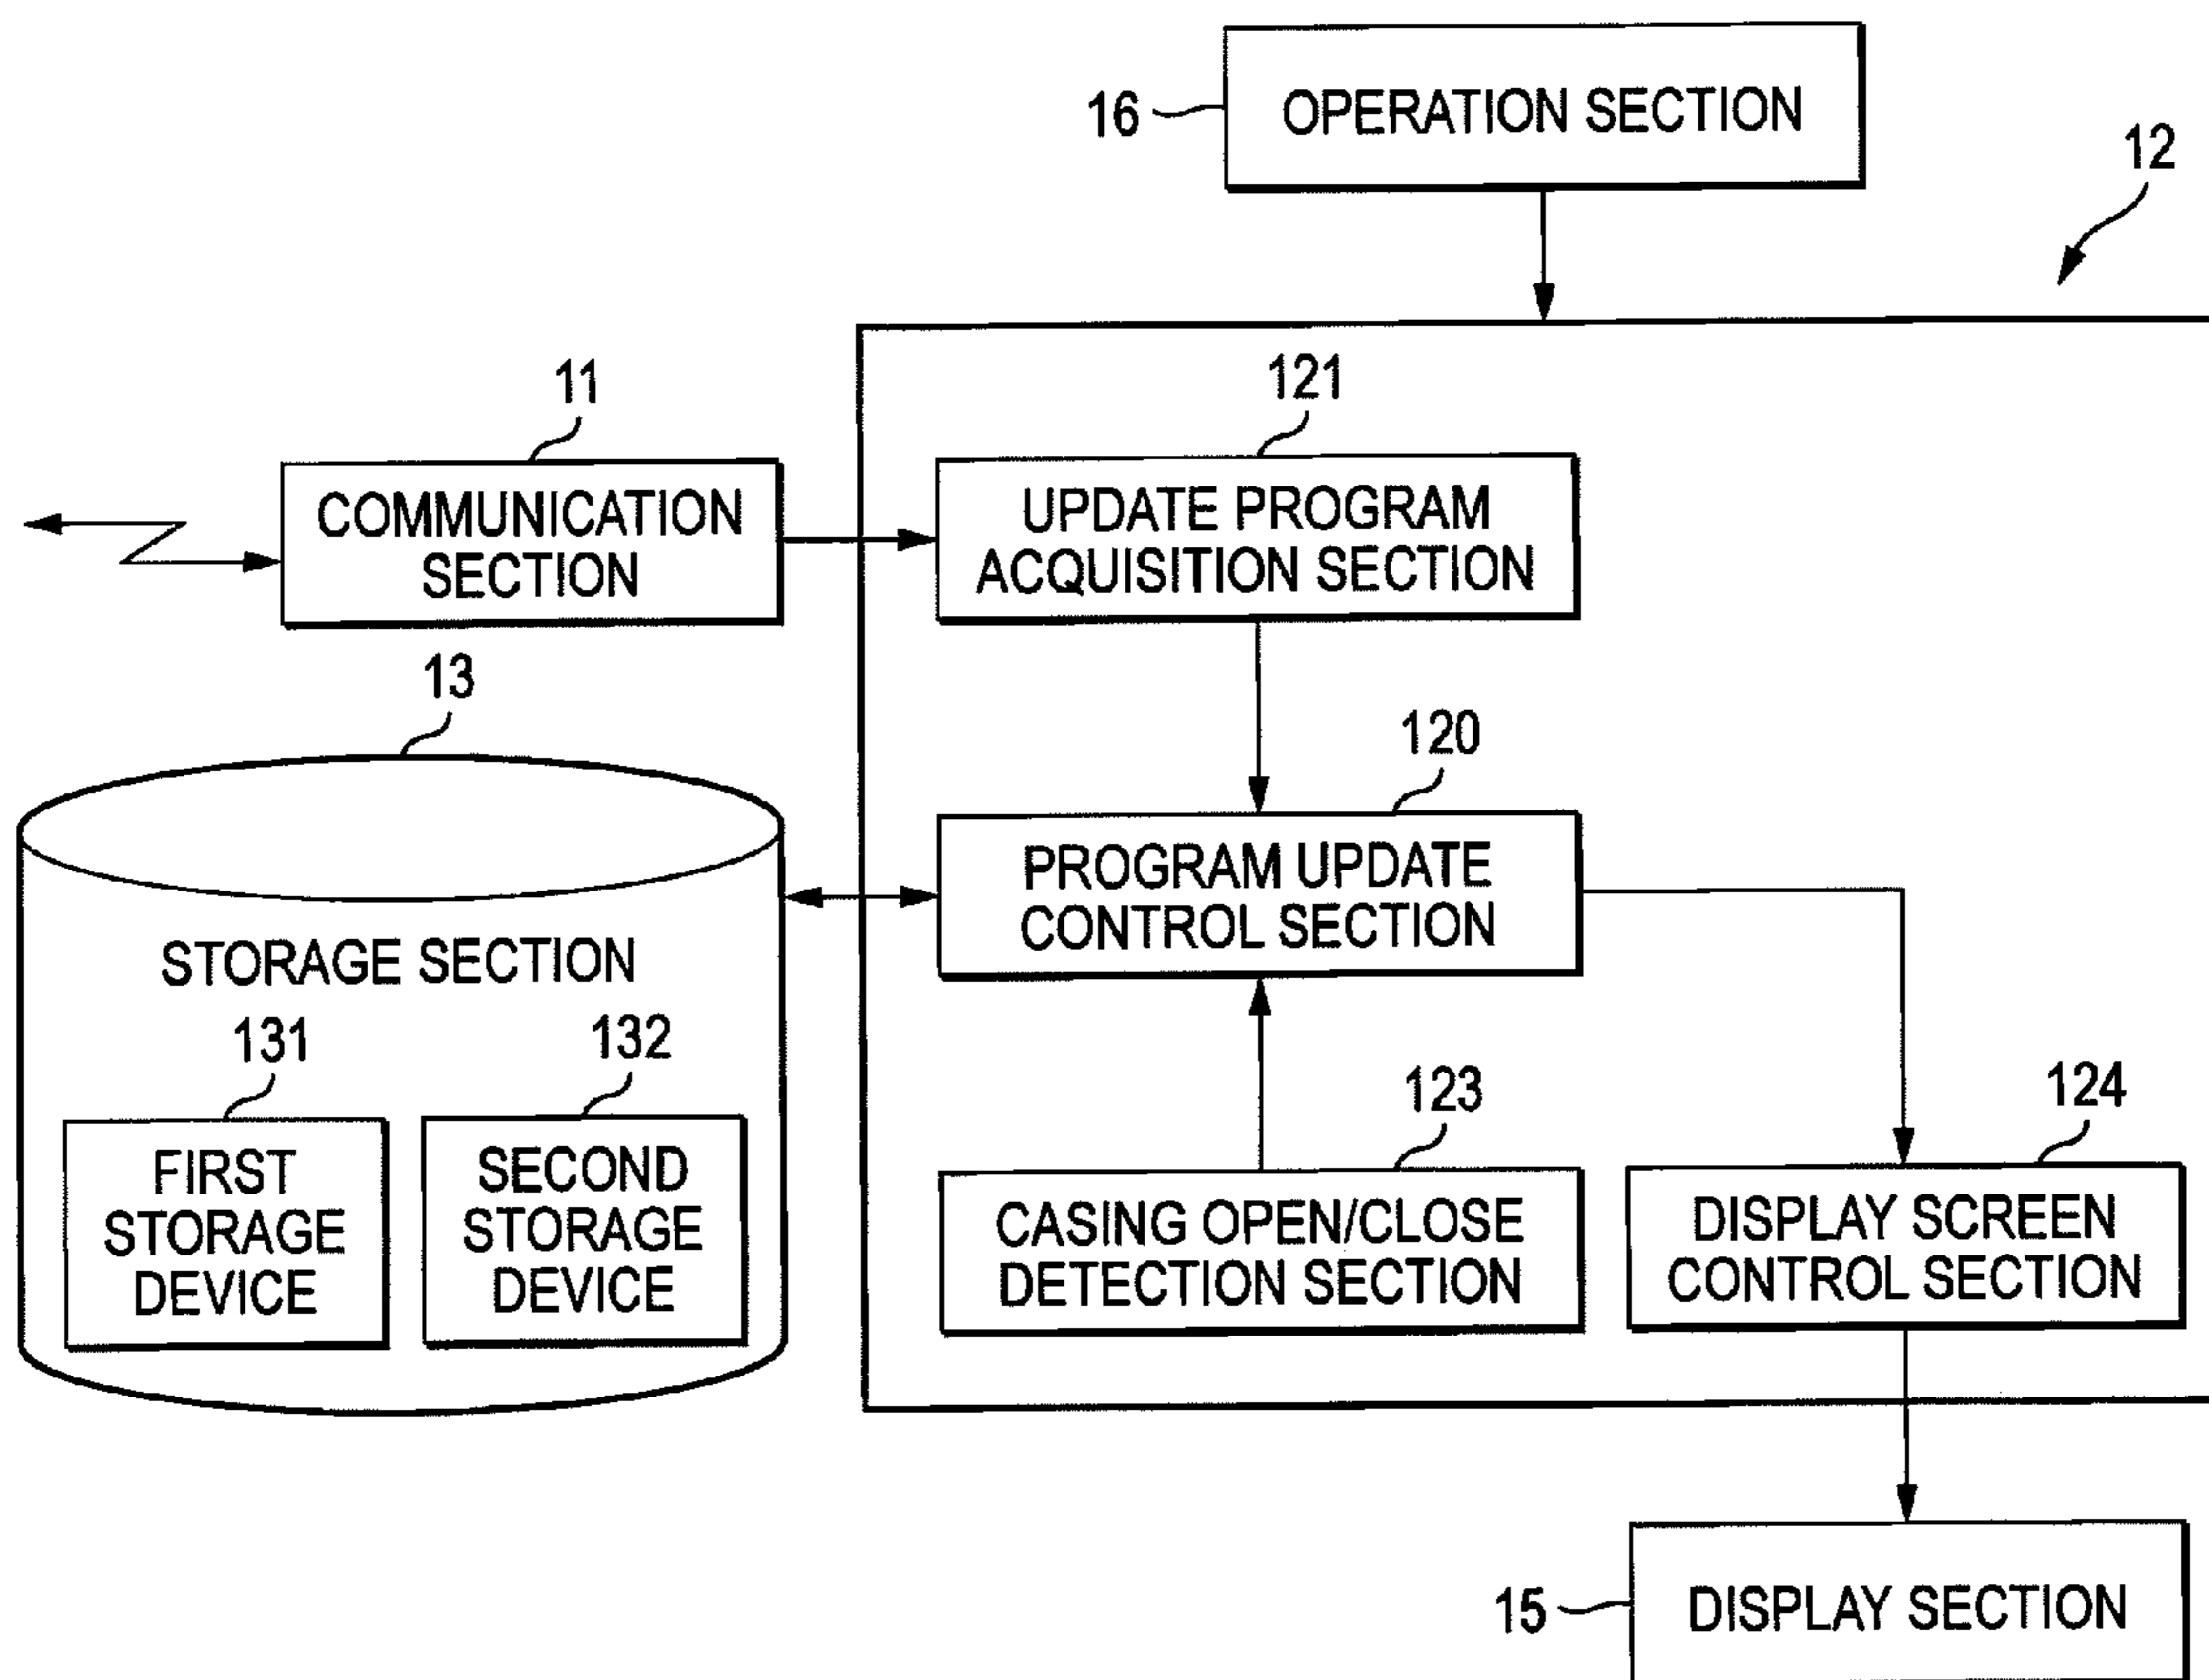 16
OPERATION SECTION
12
11
COMMUNICATION
SECTION
121
UPDATE PROGRAM
ACQUISITION SECTION
13
STORAGE SECTION
131
FIRST
STORAGE
DEVICE
132
SECOND
STORAGE
DEVICE
120
PROGRAM UPDATE
CONTROL SECTION
123
CASING OPEN/CLOSE
DETECTION SECTION
124
DISPLAY SCREEN
CONTROL SECTION
15
DISPLAY SECTION